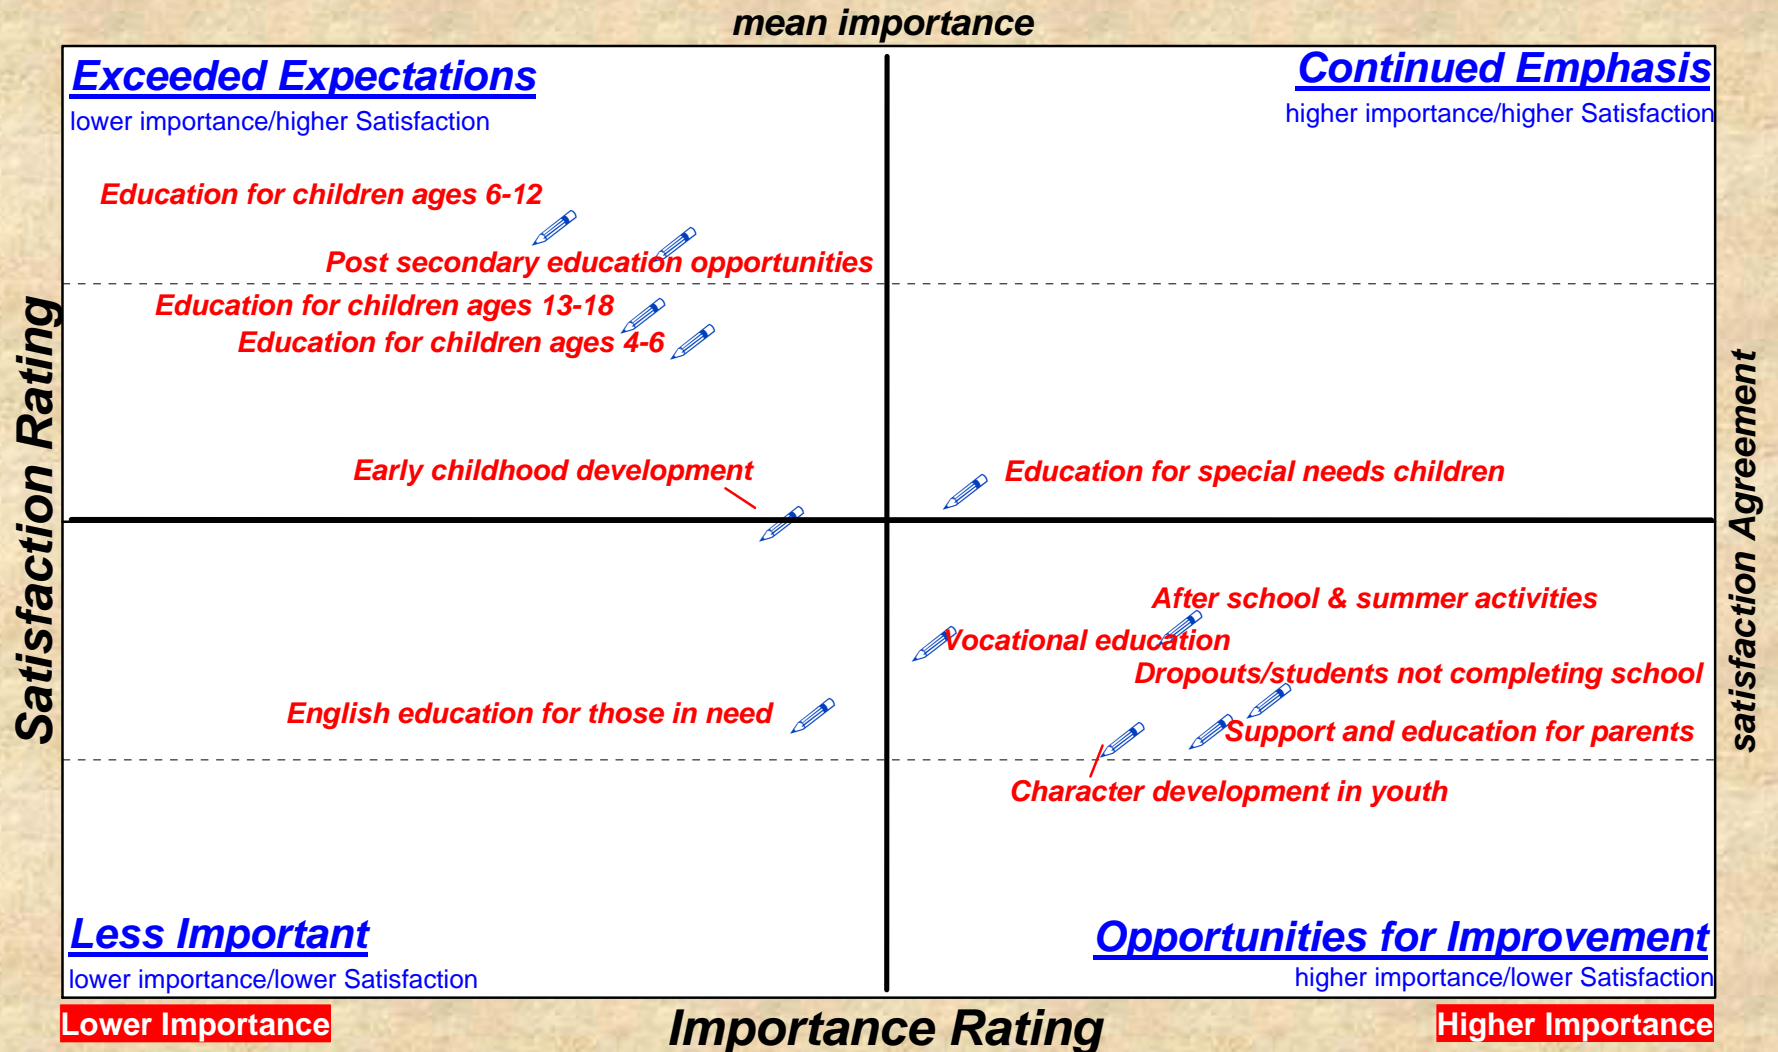 mean importance
Exceeded Expectations
lower importance/higher Satisfaction
Continued Emphasis
higher importance/higher Satisfaction
Education for children ages 6-12
Post secondary education opportunities
Education for children ages 13-18
Education for children ages 4-6
Early childhood development
Education for special needs children
After school & summer activities
Vocational education
Dropouts/students not completing school
English education for those in need
Support and education for parents
Character development in youth
Less Important
lower importance/lower Satisfaction
Opportunities for Improvement
higher importance/lower Satisfaction
Satisfaction Rating
satisfaction Agreement
Lower Importance
Importance Rating
Higher Importance